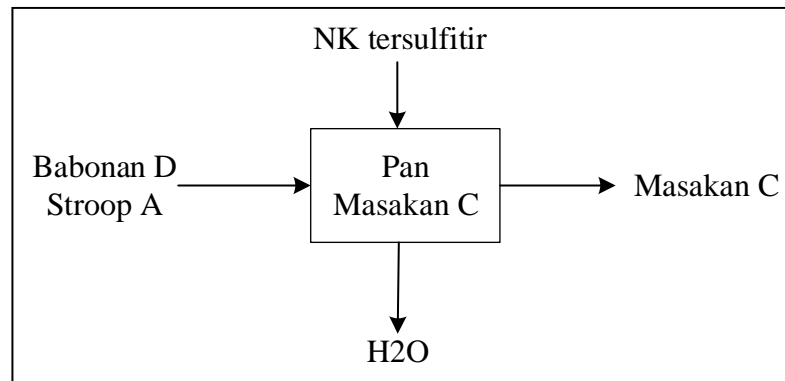 NK tersulfitir
Babonan D
Stroop A
Pan
Masakan C
Masakan C
H2O